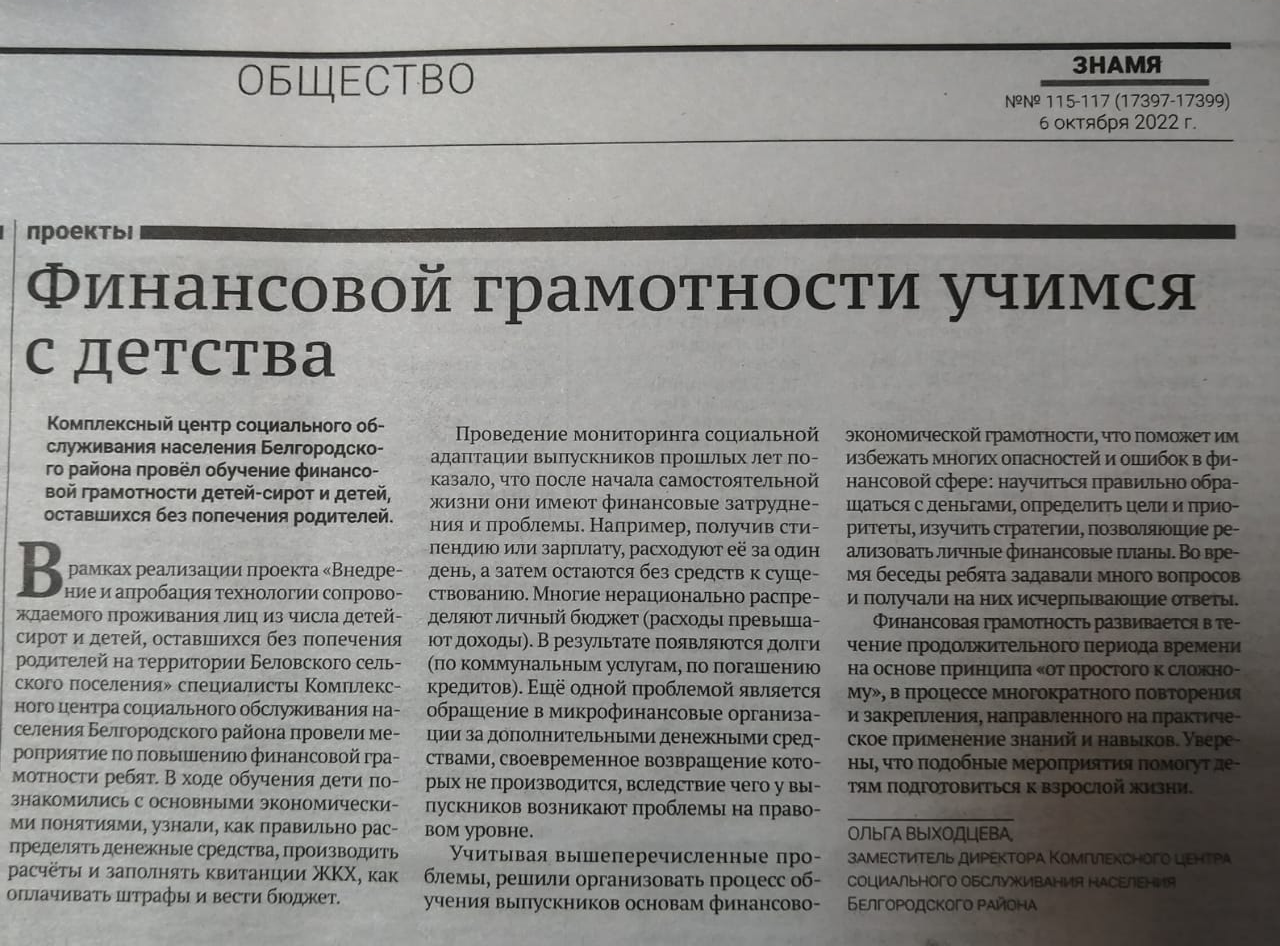 ОБЩЕСТВО
ЗНАМЯ
№№ 115-117 (17397-17399)
6 октября 2022 г.
проекты
Финансовой грамотности учимся
с детства
Комплексный центр социального об-
служивания населения Белгородско-
го района провёл обучение финансо-
вой грамотности детей-сирот и детей,
оставшихся без попечения родителей.
В рамках реализации проекта «Внедре-
ние и апробация технологии сопрово-
ждаемого проживания лиц из числа детей-
сирот и детей, оставшихся без попечения
родителей на территории Беловского сель-
ского поселения» специалисты Комплекс-
ного центра социального обслуживания на-
селения Белгородского района провели ме-
роприятие по повышению финансовой гра-
мотности ребят. В ходе обучения дети по-
знакомились с основными экономически-
ми понятиями, узнали, как правильно рас-
пределять денежные средства, производить
расчёты и заполнять квитанции ЖКХ, как
оплачивать штрафы и вести бюджет.
Проведение мониторинга социальной
адаптации выпускников прошлых лет по-
казало, что после начала самостоятельной
жизни они имеют финансовые затрудне-
ния и проблемы. Например, получив сти-
пендию или зарплату, расходуют её за один
день, а затем остаются без средств к суще-
ствованию. Многие нерационально распре-
деляют личный бюджет (расходы превыша-
ют доходы). В результате появляются долги
(по коммунальным услугам, по погашению
кредитов). Ещё одной проблемой является
обращение в микрофинансовые организа-
ции за дополнительными денежными сред-
ствами, своевременное возвращение кото-
рых не производится, вследствие чего у вы-
пускников возникают проблемы на право-
вом уровне.
Учитывая вышеперечисленные про-
блемы, решили организовать процесс об-
учения выпускников основам финансово-
экономической грамотности, что поможет им
избежать многих опасностей и ошибок в фи-
нансовой сфере: научиться правильно обра-
щаться с деньгами, определить цели и прио-
ритеты, изучить стратегии, позволяющие ре-
ализовать личные финансовые планы. Во вре-
мя беседы ребята задавали много вопросов
и получали на них исчерпывающие ответы.
Финансовая грамотность развивается в те-
чение продолжительного периода времени
на основе принципа «от простого к сложно-
му», в процессе многократного повторения
и закрепления, направленного на практиче-
ское применение знаний и навыков. Увере-
ны, что подобные мероприятия помогут де-
тям подготовиться к взрослой жизни.
ОЛЬГА ВЫХОДЦЕВА,
ЗАМЕСТИТЕЛЬ ДИРЕКТОРА КОМПЛЕКСНОГО ЦЕНТРА
СОЦИАЛЬНОГО ОБСЛУЖИВАНИЯ НАСЕЛЕНИЯ
БЕЛГОРОДСКОГО РАЙОНА